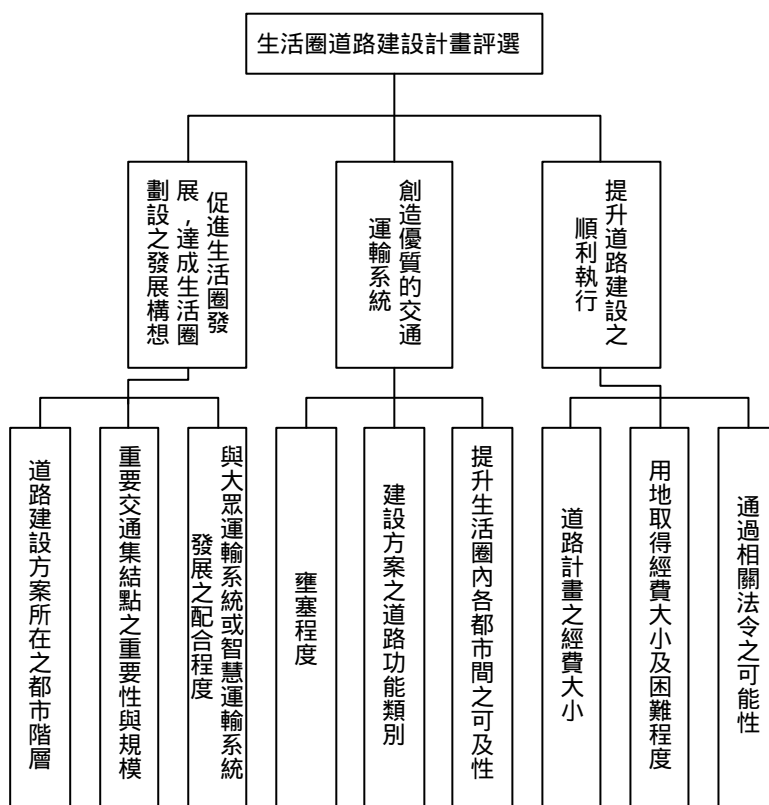 生活圈道路建設計畫評選
促進生活圈發
展，達成生活圈
劃設之發展構想
創造優質的交通
運輸系統
提升道路建設之
順利執行
道路建設方案所在之都市階層
重要交通集結點之重要性與規模
與大眾運輸系統或智慧運輸系統
發展之配合程度
壅塞程度
建設方案之道路功能類別
提升生活圈內各都市間之可及性
道路計畫之經費大小
用地取得經費大小及困難程度
通過相關法令之可能性